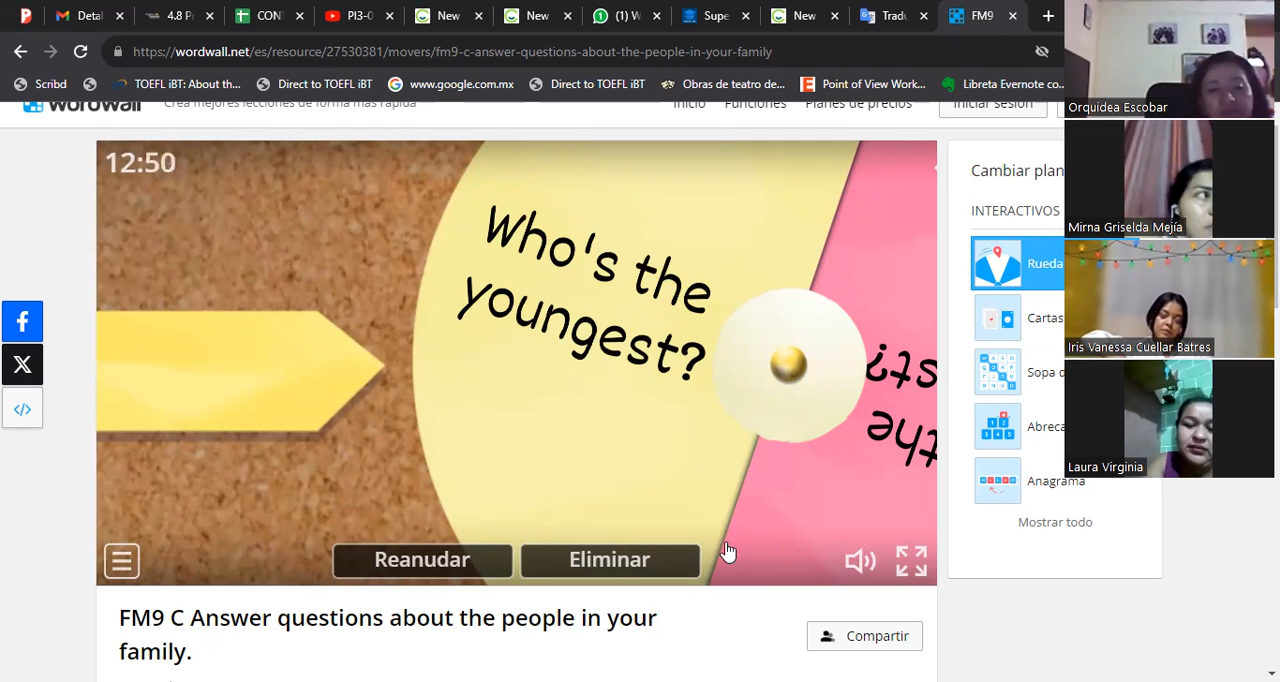 Detal
4.8 P
CONT
PI3-0
New
New
(1) W
Supe
New
Tradu
FM9
https://wordwall.net/es/resource/27530381/movers/fm9-c-answer-questions-about-the-people-in-your-family
Scribd
TOEFL iBT: About th...
Direct to TOEFL iBT
www.google.com.mx
Direct to TOEFL iBT
Obras de teatro de...
Point of View Work...
Libreta Evernote co...
wordwall
Crea mejores lecciones de forma más rápida
Inicio
Funciones
Planes de precios
Iniciar sesión
12:50
Who's the
youngest?
the
Reanudar
Eliminar
FM9 C Answer questions about the people in your
family.
Compartir
Cambiar plan
INTERACTIVOS
Rueda
Cartas
Sopa d
Abreca
Anagrama
Mostrar todo
Orquidea Escobar
Mirna Griselda Mejía
Iris Vanessa Cuellar Batres
Laura Virginia